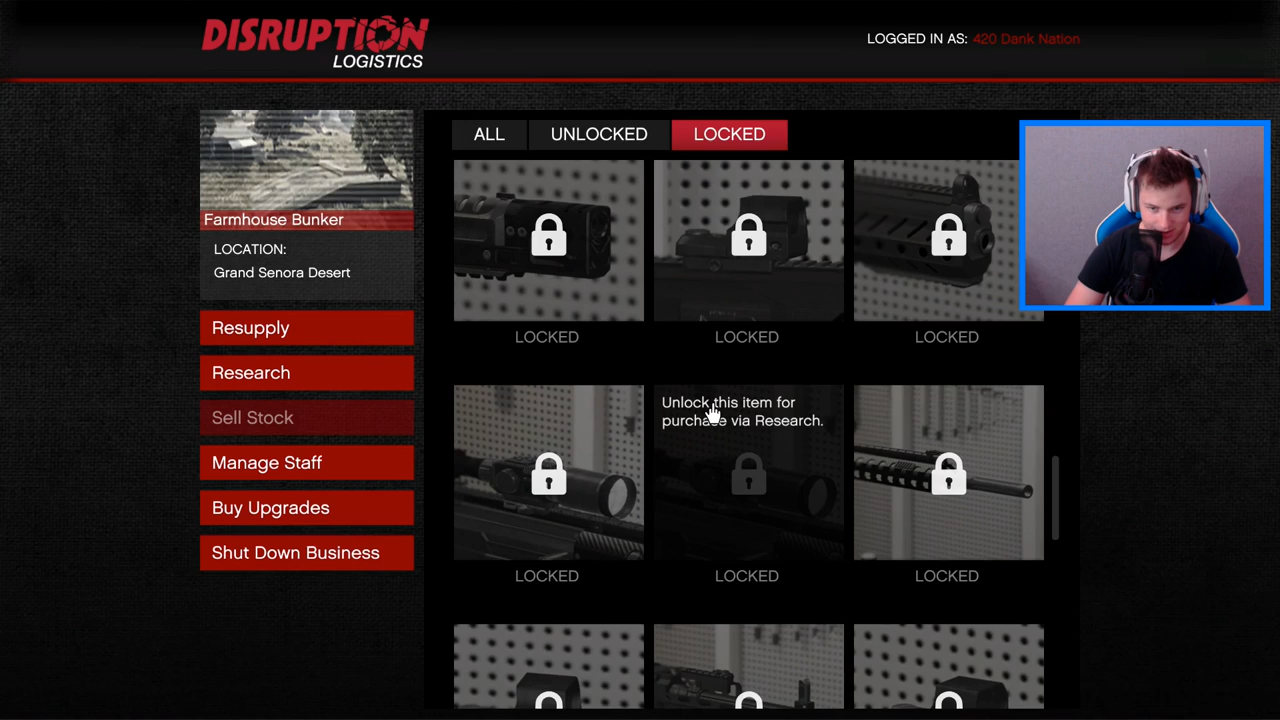 DISRUPTION
LOGISTICS
LOGGED IN AS: 420 Dank Nation
Farmhouse Bunker
LOCATION:
Grand Senora Desert
Resupply
Research
Sell Stock
Manage Staff
Buy Upgrades
Shut Down Business
ALL
UNLOCKED
LOCKED
LOCKED
LOCKED
LOCKED
Unlock this item for
purchase via Research.
LOCKED
LOCKED
LOCKED